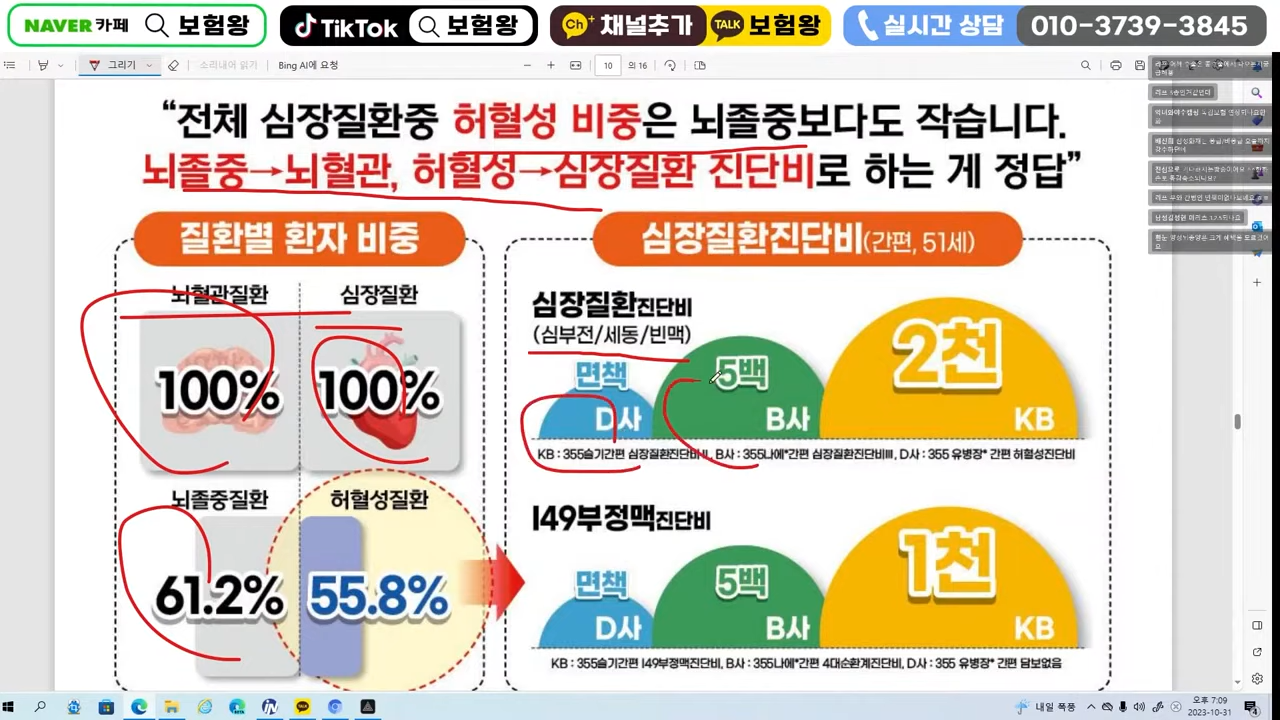 NAVER 카페 보험왕 TikTok 보험왕 Ch+ 채널추가 TALK 보험왕 실시간 상담 010-3739-3845
그리기 소리내어 읽기 Bing AI에 요청 10 의 16
“전체 심장질환중 허혈성 비중은 뇌졸중보다도 작습니다.
뇌졸중→뇌혈관, 허혈성→심장질환 진단비로 하는 게 정답”
질환별 환자 비중
뇌혈관질환 심장질환
100% 100%
뇌졸중질환 허혈성질환
61.2% 55.8%
심장질환진단비(간편, 51세)
심장질환진단비
(심부전/세동/빈맥)
면책 5백 2천
D사 B사 KB
KB : 355슬기간편 심장질환진단비II, B사 : 355나에*간편 심장질환진단비III, D사 : 355 유병장* 간편 허혈성진단비
I49부정맥진단비
면책 5백 1천
D사 B사 KB
KB : 355슬기간편 I49부정맥진단비, B사 : 355나에*간편 4대순환계진단비, D사 : 355 유병장* 간편 담보없음
내일 폭풍
오후 7:09
2023-10-31